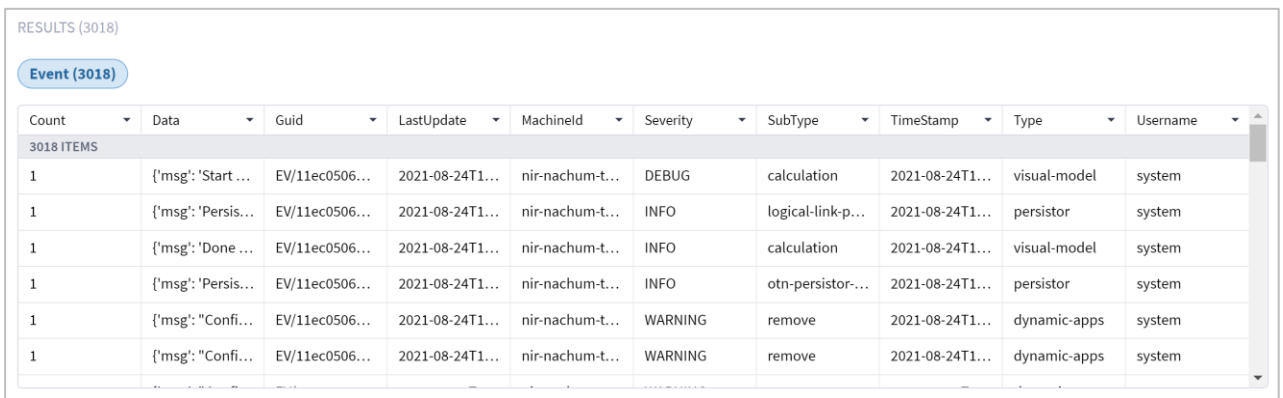 RESULTS (3018)
Event (3018)
Count Data Guid LastUpdate MachineId Severity SubType TimeStamp Type Username
3018 ITEMS
1 {'msg': 'Start ... EV/11ec0506... 2021-08-24T1... nir-nachum-t... DEBUG calculation 2021-08-24T1... visual-model system
1 {'msg': 'Persis... EV/11ec0506... 2021-08-24T1... nir-nachum-t... INFO logical-link-p... 2021-08-24T1... persistor system
1 {'msg': 'Done ... EV/11ec0506... 2021-08-24T1... nir-nachum-t... INFO calculation 2021-08-24T1... visual-model system
1 {'msg': 'Persis... EV/11ec0506... 2021-08-24T1... nir-nachum-t... INFO otn-persistor-... 2021-08-24T1... persistor system
1 {'msg': "Confi... EV/11ec0506... 2021-08-24T1... nir-nachum-t... WARNING remove 2021-08-24T1... dynamic-apps system
1 {'msg': "Confi... EV/11ec0506... 2021-08-24T1... nir-nachum-t... WARNING remove 2021-08-24T1... dynamic-apps system